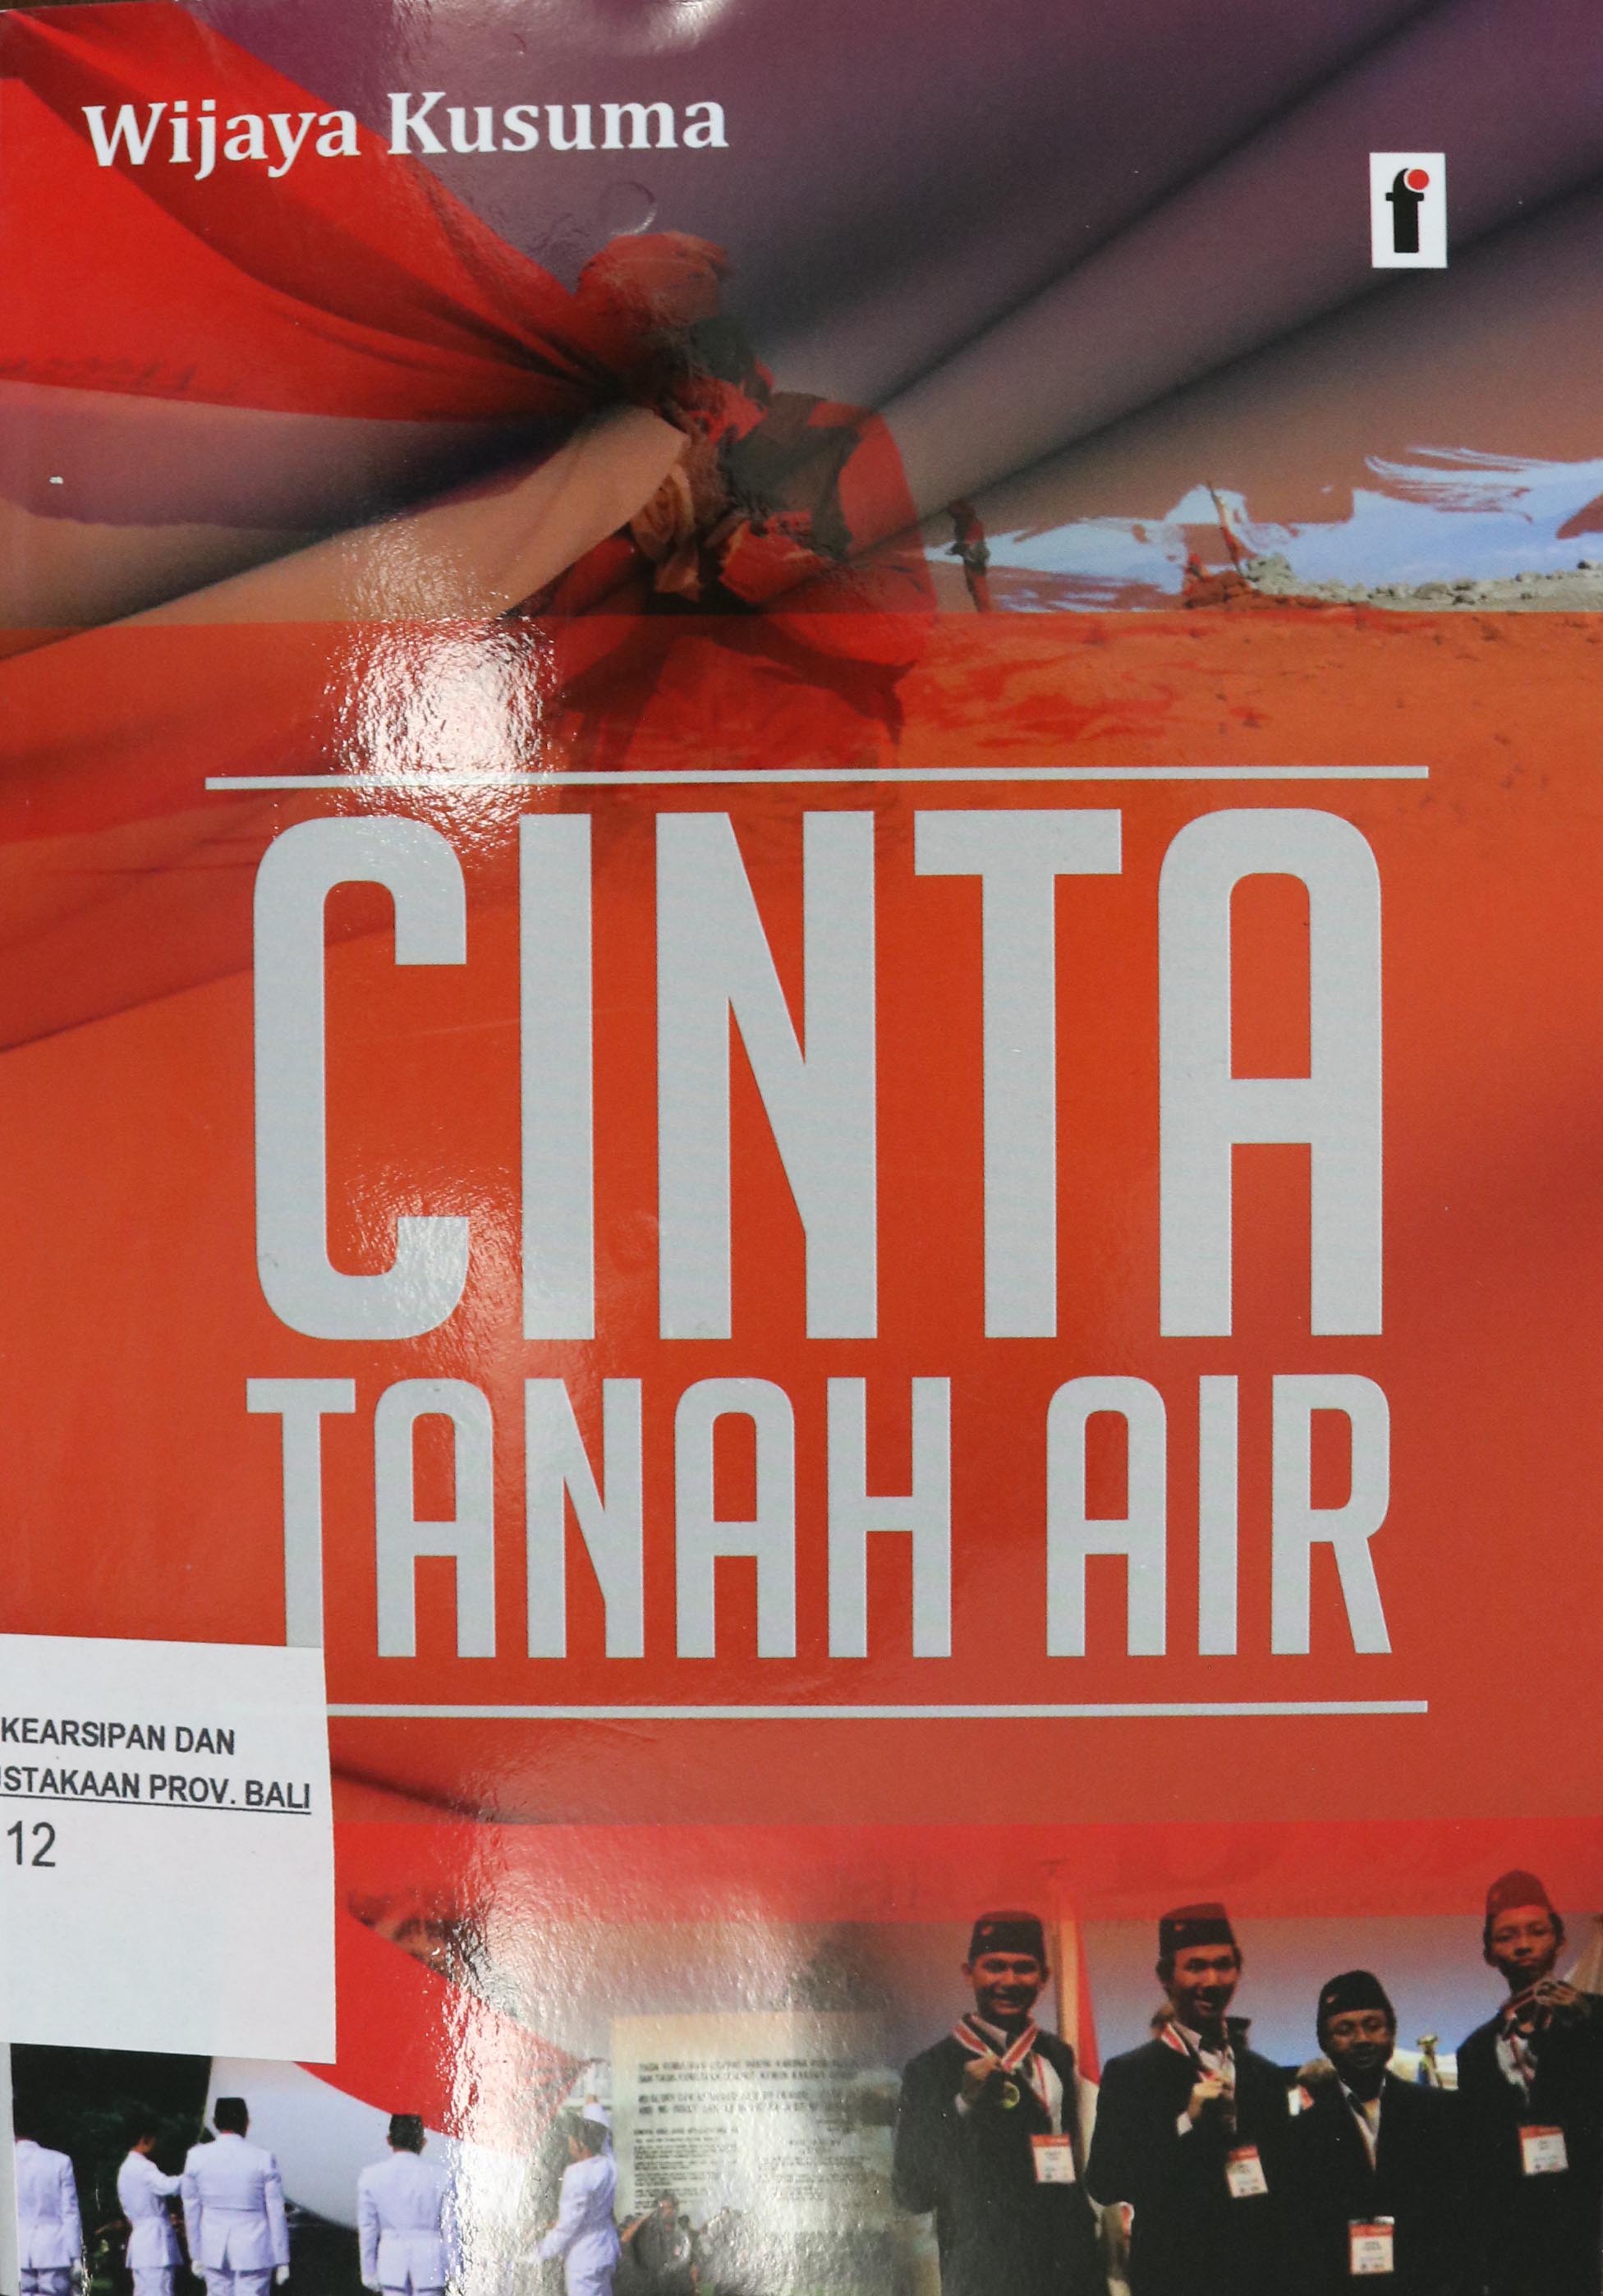 Wijaya Kusuma
f
CINTA
TANAH AIR
KEARSIPAN DAN
STAKAAN PROV. BALI
12